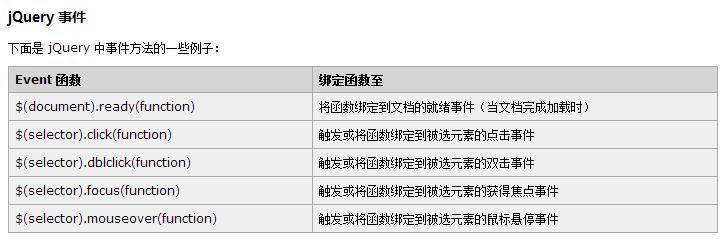 jQuery 事件
下面是 jQuery 中事件方法的一些例子：
Event 函数 绑定函数至
$(document).ready(function) 将函数绑定到文档的就绪事件（当文档完成加载时）
$(selector).click(function) 触发或将函数绑定到被选元素的点击事件
$(selector).dblclick(function) 触发或将函数绑定到被选元素的双击事件
$(selector).focus(function) 触发或将函数绑定到被选元素的获得焦点事件
$(selector).mouseover(function) 触发或将函数绑定到被选元素的鼠标悬停事件